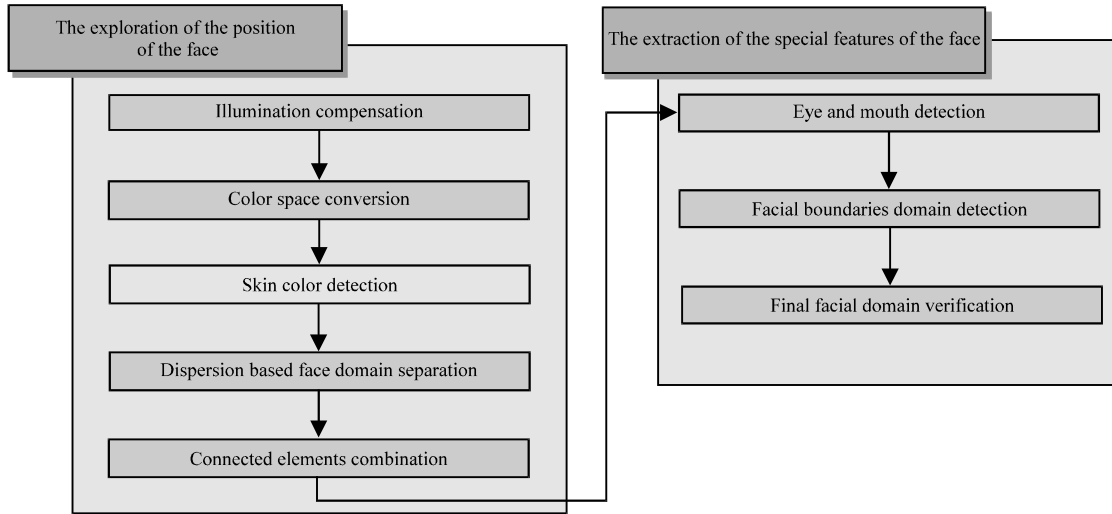 The exploration of the position
of the face
Illumination compensation
Color space conversion
Skin color detection
Dispersion based face domain separation
Connected elements combination
The extraction of the special features of the face
Eye and mouth detection
Facial boundaries domain detection
Final facial domain verification